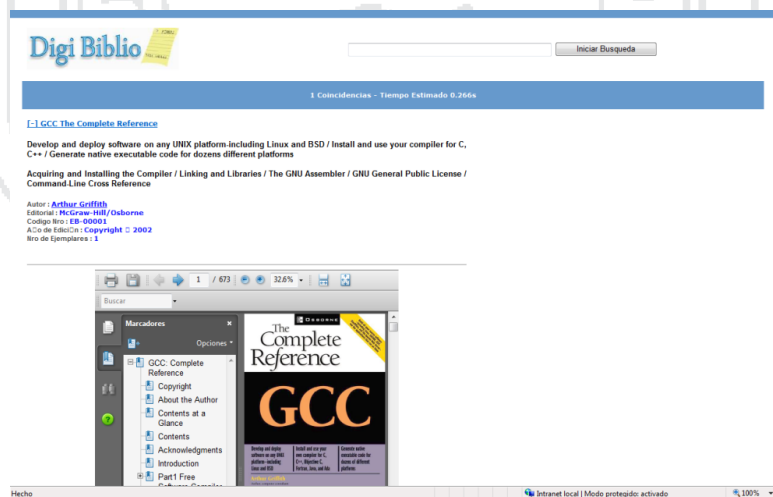 Digi Biblio
Iniciar Busqueda
1 Coincidencias - Tiempo Estimado 0.266s
[-] GCC The Complete Reference
Develop and deploy software on any UNIX platform-including Linux and BSD / Install and use your compiler for C,
C++ / Generate native executable code for dozens different platforms
Acquiring and Installing the Compiler / Linking and Libraries / The GNU Assembler / GNU General Public License /
Command-Line Cross Reference
Autor : Arthur Griffith
Editorial : McGraw-Hill/Osborne
Codigo Nro : EB-00001
A□o de Edici□n : Copyright □ 2002
Nro de Ejemplares : 1
1 / 673
32.6%
Buscar
Marcadores
Opciones
GCC: Complete
Reference
Copyright
About the Author
Contents at a
Glance
Contents
Acknowledgments
Introduction
Part1 Free
OSBORNE
The
Complete
Reference
GCC
Arthur Griffith
Hecho
Intranet local | Modo protegido: activado
100%